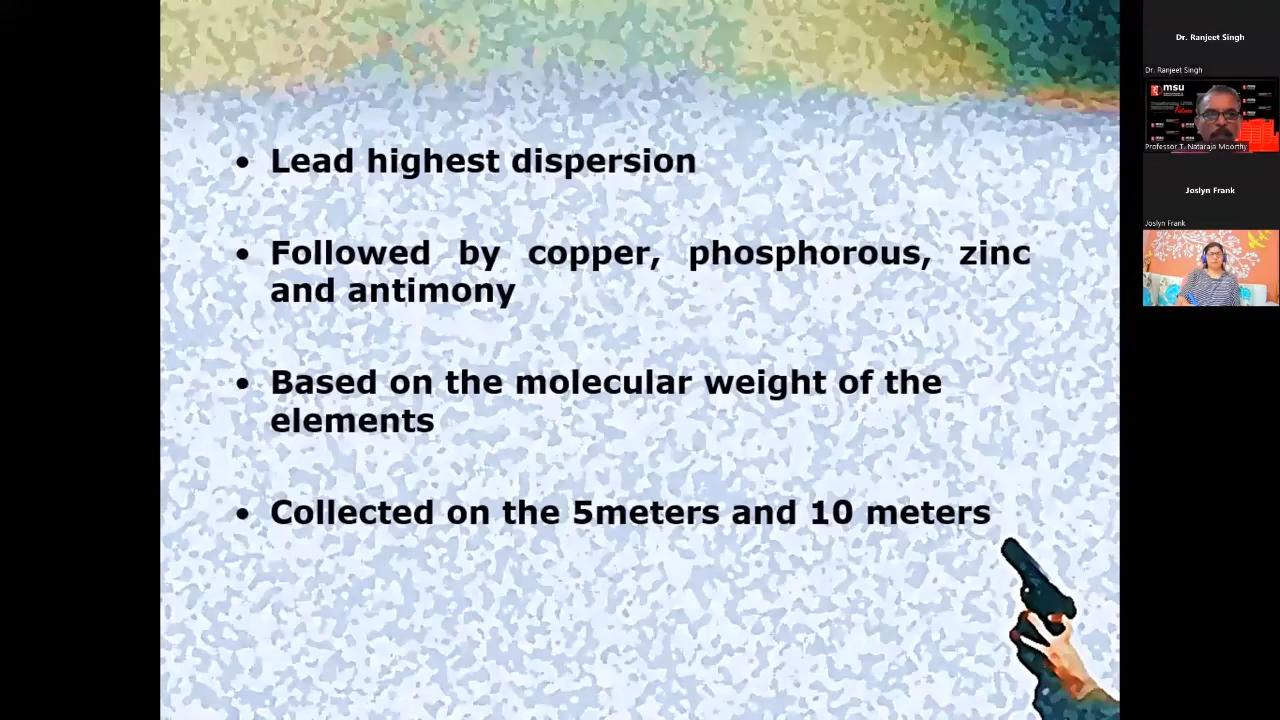 • Lead highest dispersion
• Followed by copper, phosphorous, zinc
and antimony
• Based on the molecular weight of the
elements
• Collected on the 5meters and 10 meters
Dr. Ranjeet Singh
Dr. Ranjeet Singh
msu
Professor T. Nataraja Moorthy
Joslyn Frank
Joslyn Frank